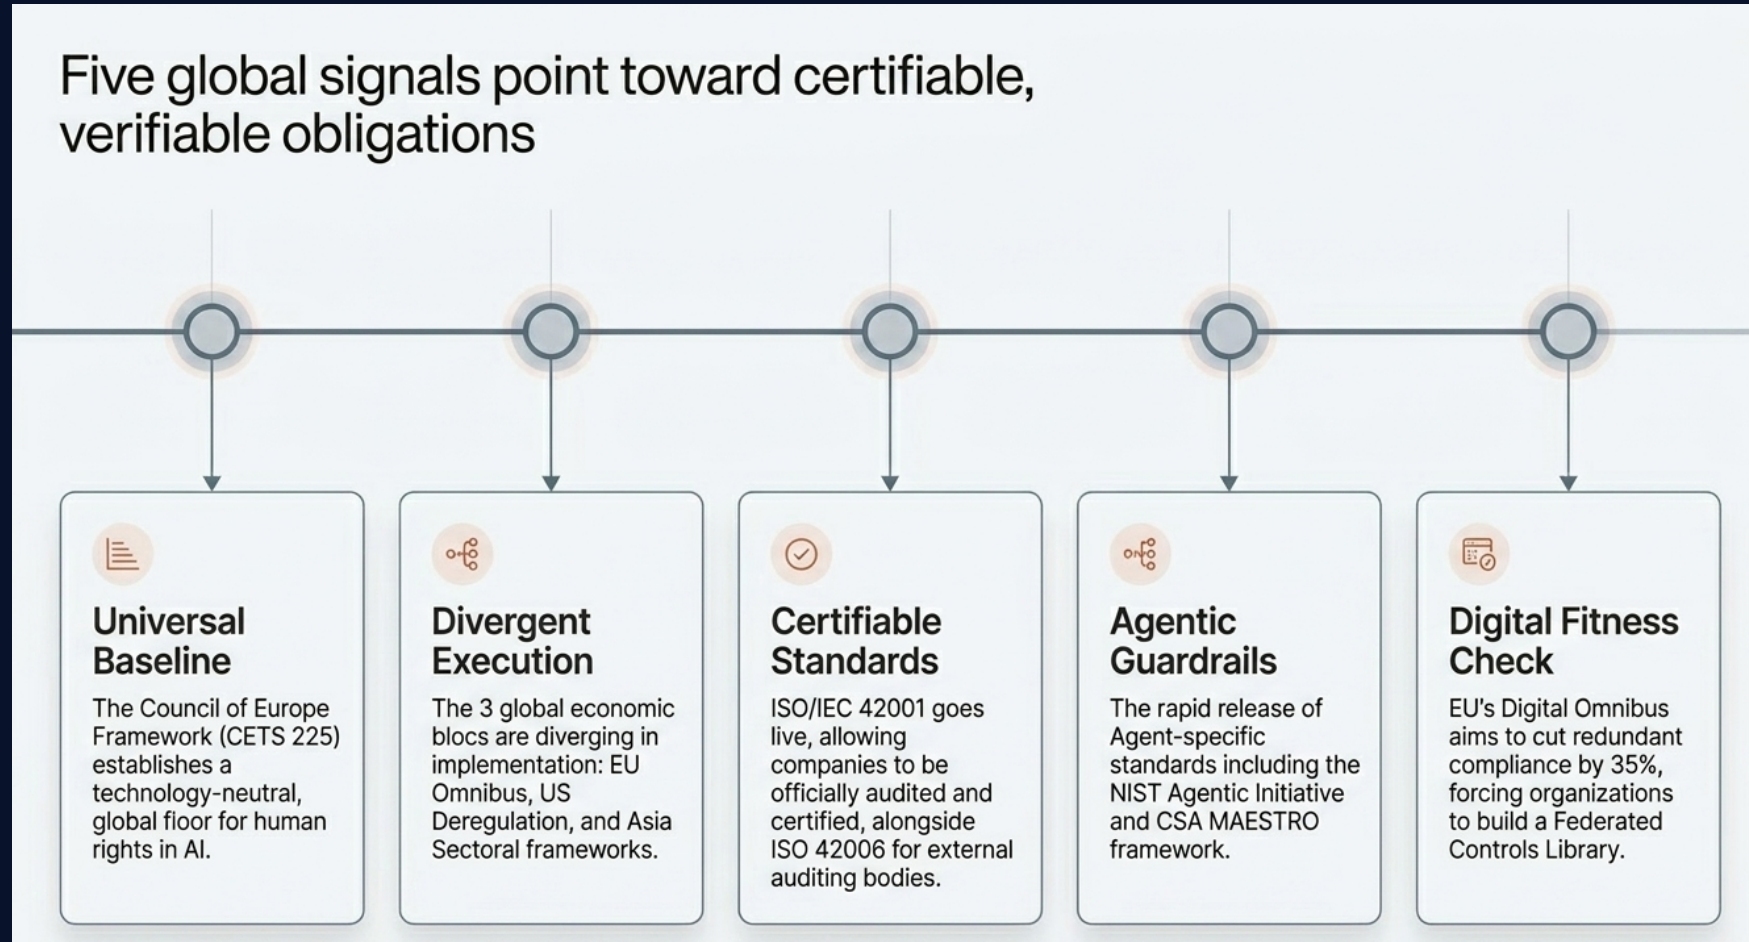 Five global signals point toward certifiable,
verifiable obligations
Universal
Baseline
The Council of Europe
Framework (CETS 225)
establishes a
technology-neutral,
global floor for human
rights in AI.
Divergent
Execution
The 3 global economic
blocs are diverging in
implementation: EU
Omnibus, US
Deregulation, and Asia
Sectoral frameworks.
Certifiable
Standards
ISO/IEC 42001 goes
live, allowing
companies to be
officially audited and
certified, alongside
ISO 42006 for external
auditing bodies.
Agentic
Guardrails
The rapid release of
Agent-specific
standards including the
NIST Agentic Initiative
and CSA MAESTRO
framework.
Digital Fitness
Check
EU's Digital Omnibus
aims to cut redundant
compliance by 35%,
forcing organizations
to build a Federated
Controls Library.